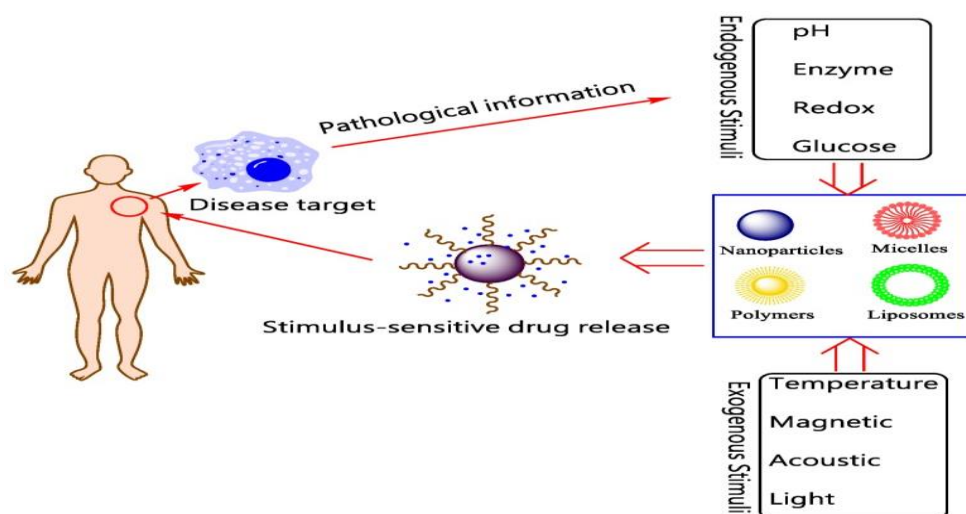 Pathological information
Disease target
Stimulus-sensitive drug release
Endogenous Stimuli
pH
Enzyme
Redox
Glucose
Nanoparticles
Micelles
Polymers
Liposomes
Exogenous Stimuli
Temperature
Magnetic
Acoustic
Light